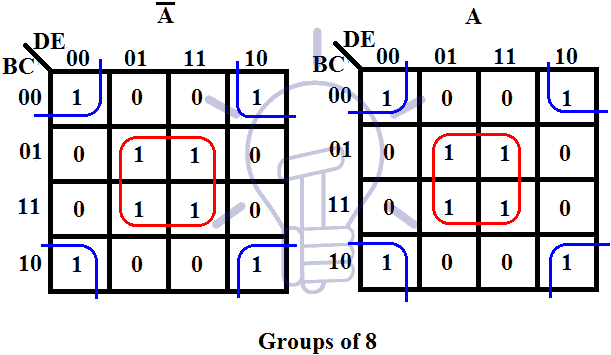 A̅ A
DE DE
BC 00 01 11 10 BC 00 01 11 10
00 1 0 0 1 00 1 0 0 1
01 0 1 1 0 01 0 1 1 0
11 0 1 1 0 11 0 1 1 0
10 1 0 0 1 10 1 0 0 1
Groups of 8